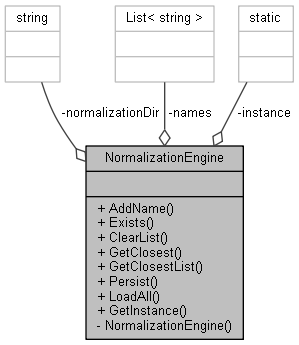 string
List< string >
static
-normalizationDir
-names
-instance
NormalizationEngine
+ AddName()
+ Exists()
+ ClearList()
+ GetClosest()
+ GetClosestList()
+ Persist()
+ LoadAll()
+ GetInstance()
- NormalizationEngine()